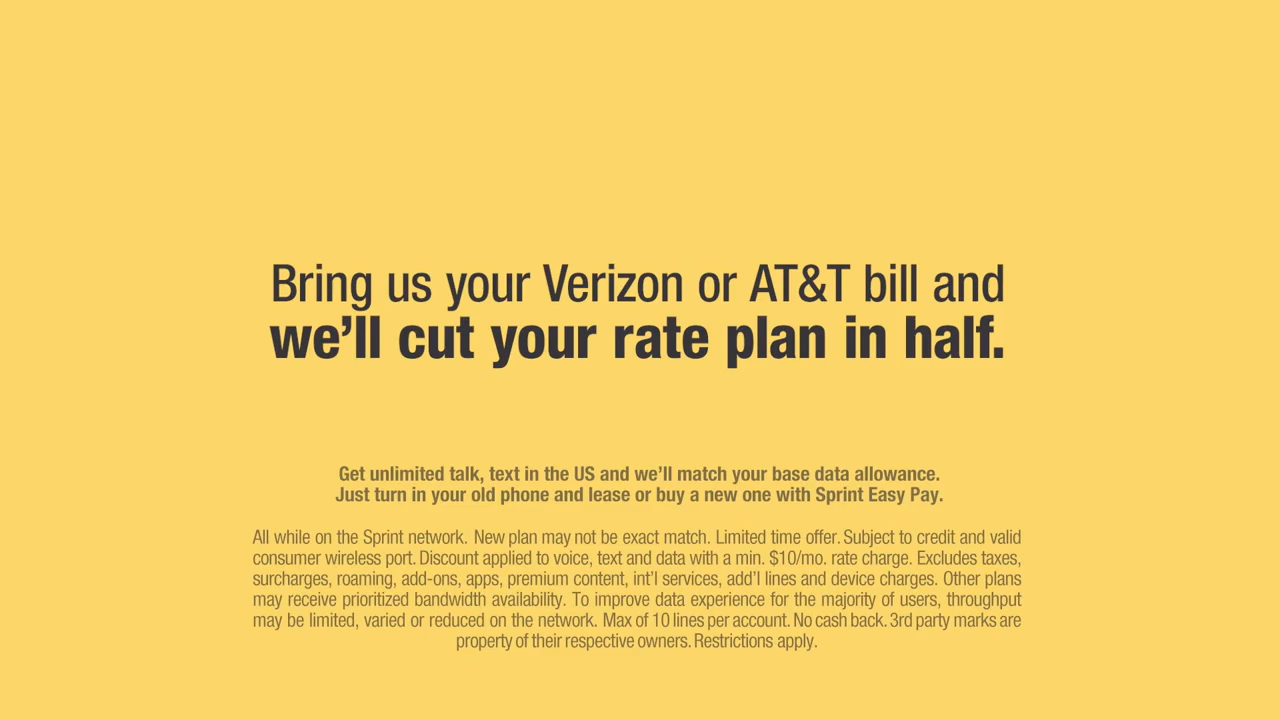 Bring us your Verizon or AT&T bill and
we’ll cut your rate plan in half.
Get unlimited talk, text in the US and we’ll match your base data allowance.
Just turn in your old phone and lease or buy a new one with Sprint Easy Pay.
All while on the Sprint network. New plan may not be exact match. Limited time offer. Subject to credit and valid
consumer wireless port. Discount applied to voice, text and data with a min. $10/mo. rate charge. Excludes taxes,
surcharges, roaming, add-ons, apps, premium content, int’l services, add’l lines and device charges. Other plans
may receive prioritized bandwidth availability. To improve data experience for the majority of users, throughput
may be limited, varied or reduced on the network. Max of 10 lines per account. No cash back. 3rd party marks are
property of their respective owners. Restrictions apply.